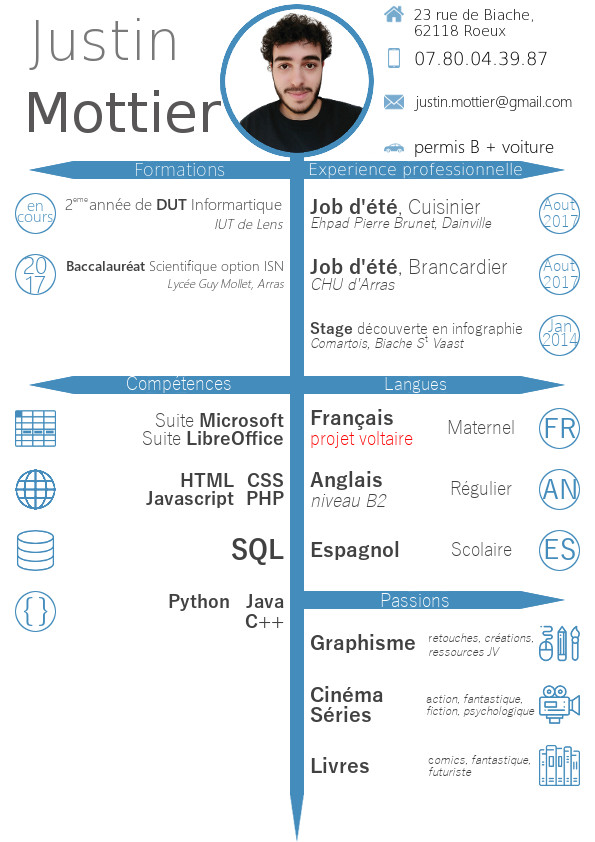 Justin
Mottier
23 rue de Biache,
62118 Roeux
07.80.04.39.87
justin.mottier@gmail.com
permis B + voiture
Formations
en cours
2eme année de DUT Informartique
IUT de Lens
2017
Baccalauréat Scientifique option ISN
Lycée Guy Mollet, Arras
Experience professionnelle
Job d'été, Cuisinier
Ehpad Pierre Brunet, Dainville
Aout
2017
Job d'été, Brancardier
CHU d'Arras
Aout
2017
Stage découverte en infographie
Comartois, Biache St Vaast
Jan
2014
Compétences
Suite Microsoft
Suite LibreOffice
HTML CSS
Javascript PHP
SQL
{ }
Python Java
C++
Langues
Français
projet voltaire
Maternel
FR
Anglais
niveau B2
Régulier
AN
Espagnol
Scolaire
ES
Passions
Graphisme
retouches, créations,
ressources JV
Cinéma
Séries
action, fantastique,
fiction, psychologique
Livres
comics, fantastique,
futuriste